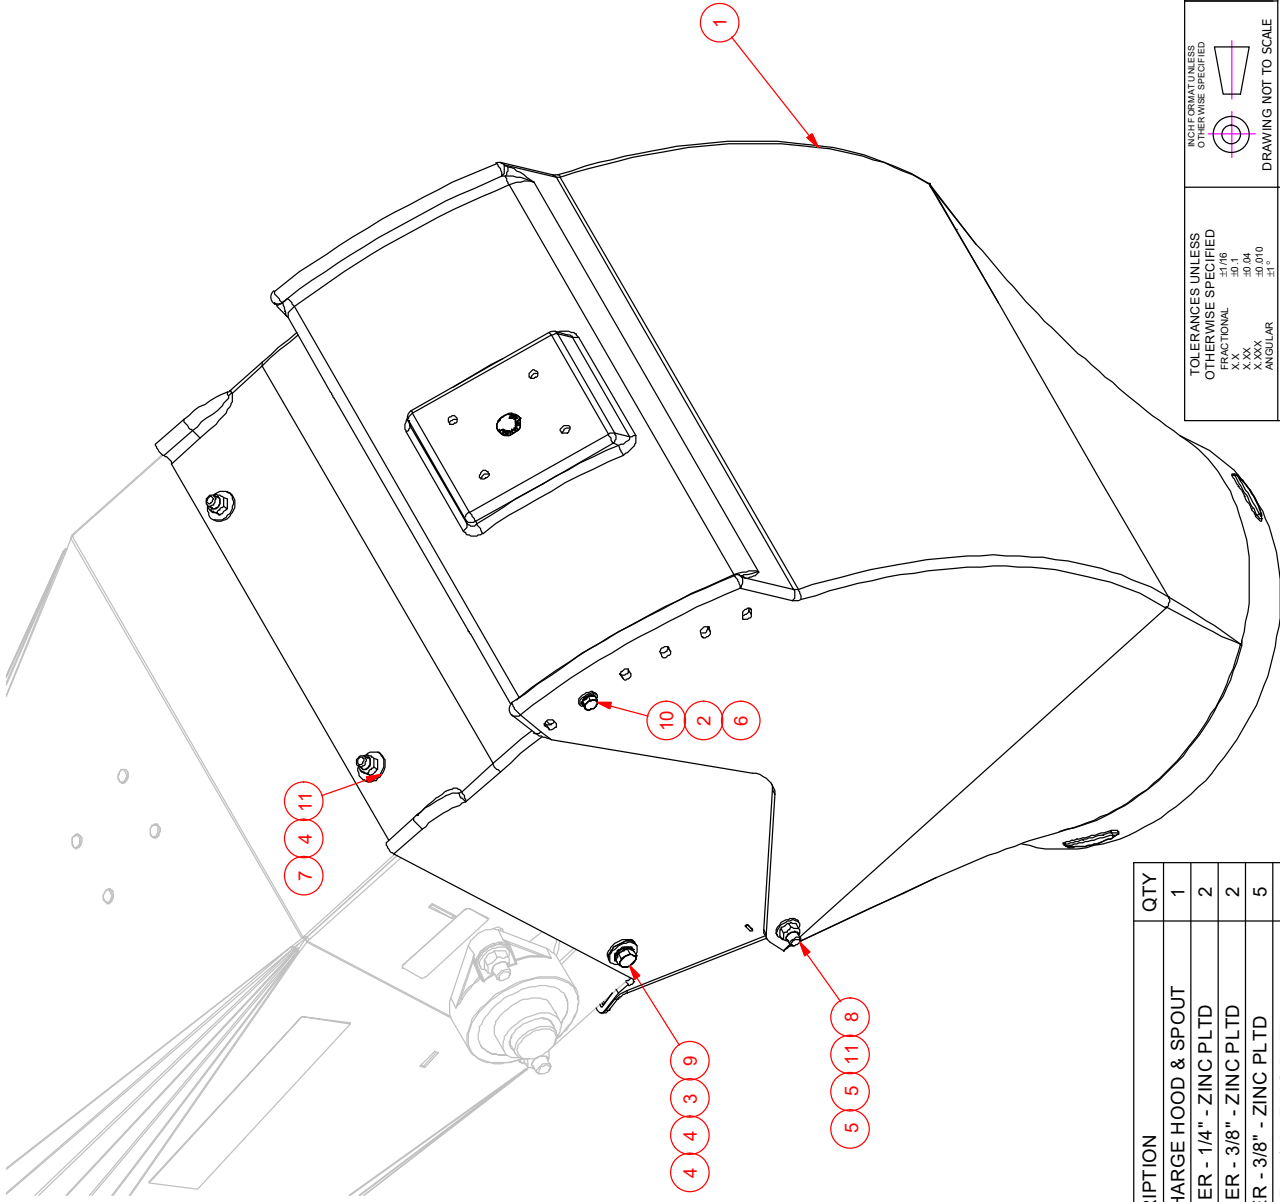 1
INCH FORMAT UNLESS
OTHERWISE SPECIFIED
DRAWING NOT TO SCALE
TOLERANCES UNLESS
OTHERWISE SPECIFIED
FRACTIONAL ±1/16
X.X ±0.1
X.XX ±0.04
X.XXX ±0.010
ANGULAR ±1°
10 2 6
7 4 11
4 4 3 9
5 5 11 8
RIPTION QTY
HARGE HOOD & SPOUT 1
ER - 1/4" - ZINC PLTD 2
ER - 3/8" - ZINC PLTD 2
R - 3/8" - ZINC PLTD 5